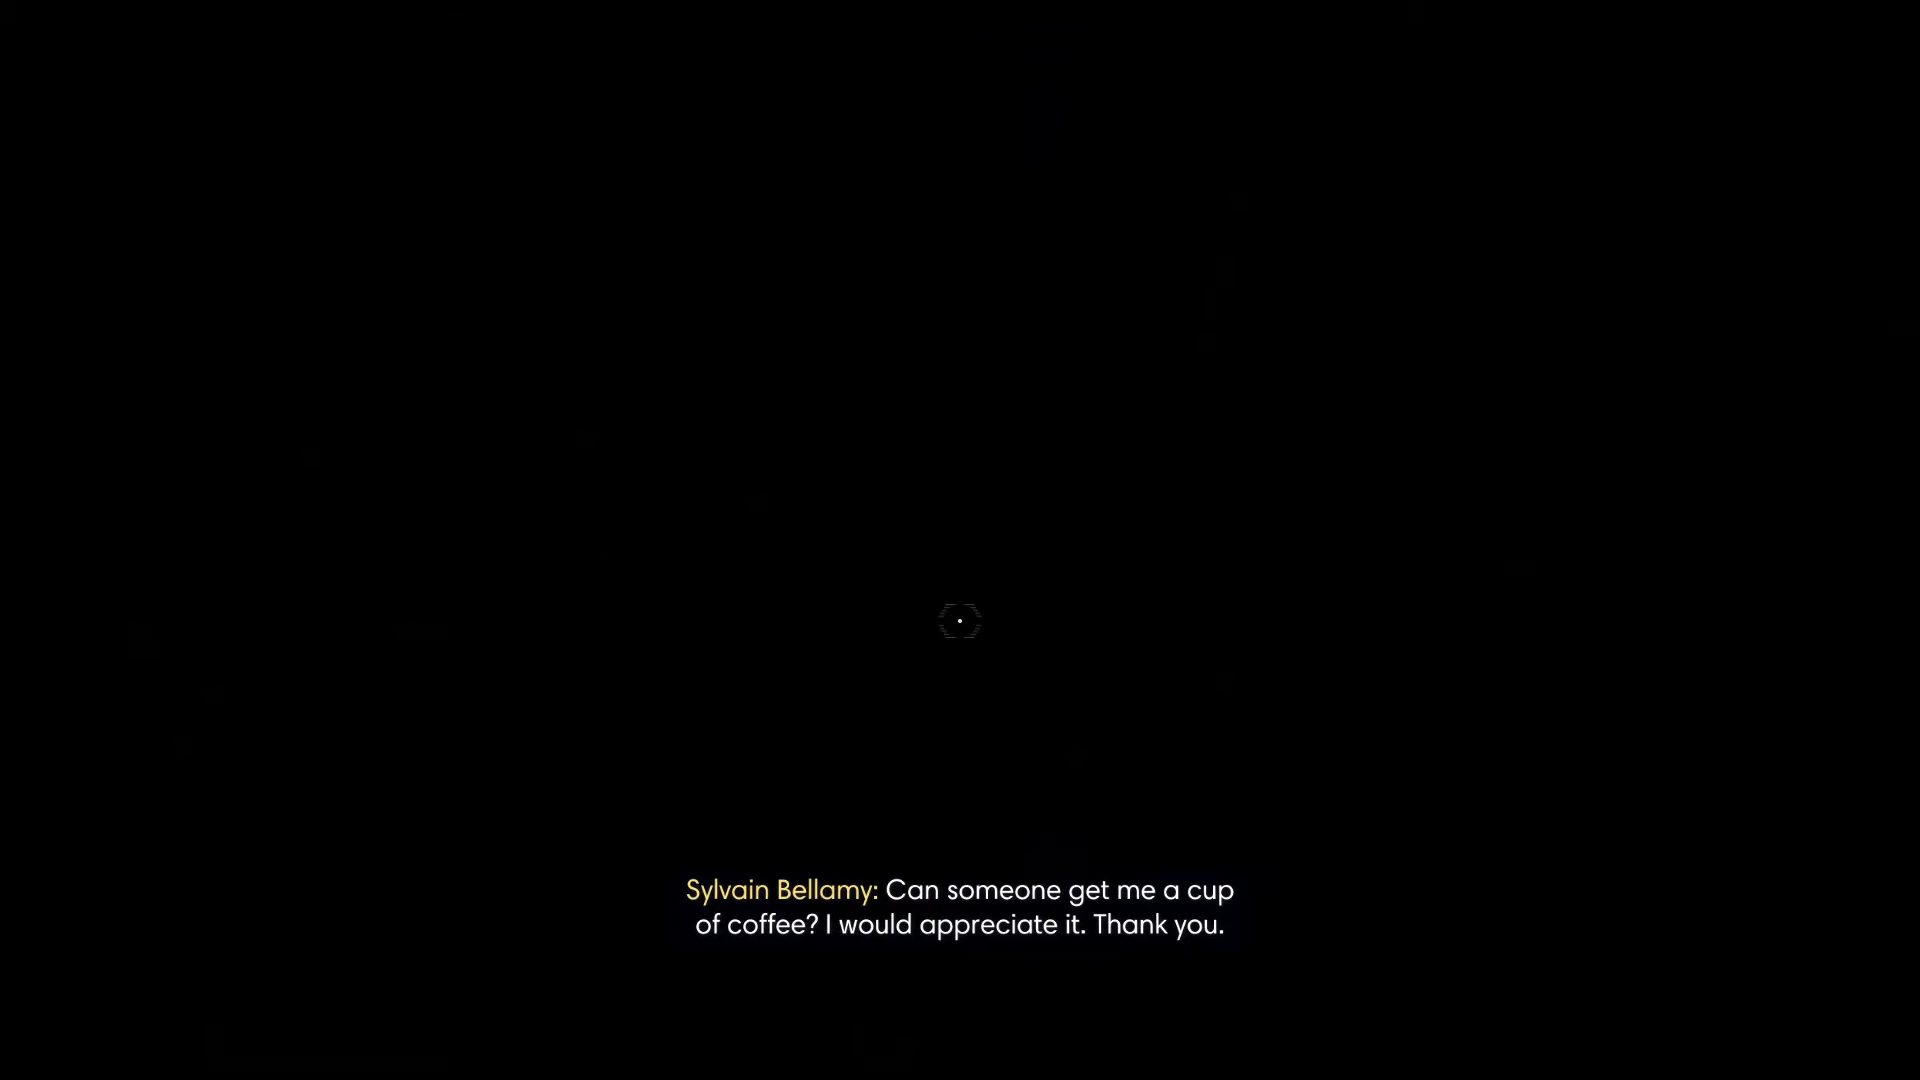 Sylvain Bellamy: Can someone get me a cup
of coffee? I would appreciate it. Thank you.